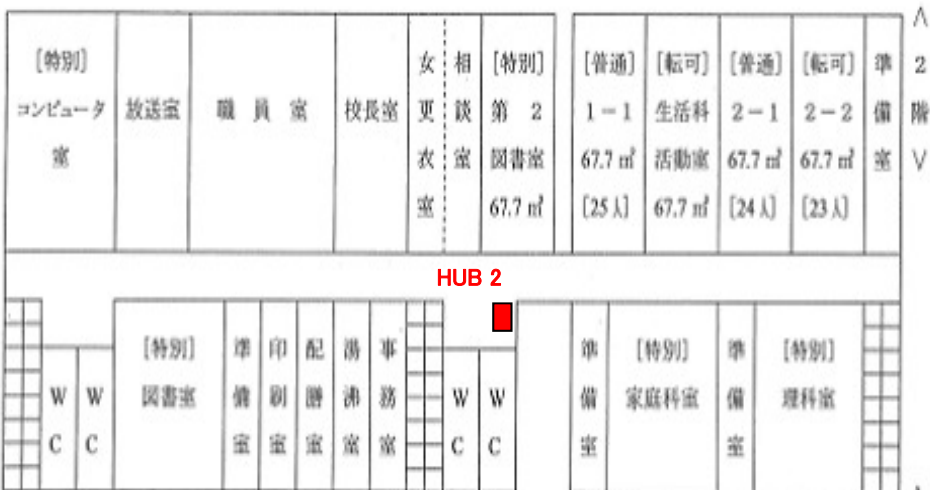 [特別]
コンピュータ
室
放送室
職員室
校長室
女更衣室
相談室
[特別]
第2
図書室
67.7㎡
[普通]
1-1
67.7㎡
[25人]
[転可]
生活科
活動室
67.7㎡
[普通]
2-1
67.7㎡
[24人]
[転可]
2-2
67.7㎡
[23人]
準備室
<2階>
HUB 2
WC
WC
[特別]
図書室
準備室
印刷室
配膳室
湯沸室
事務室
WC
WC
準備室
[特別]
家庭科室
準備室
[特別]
理科室